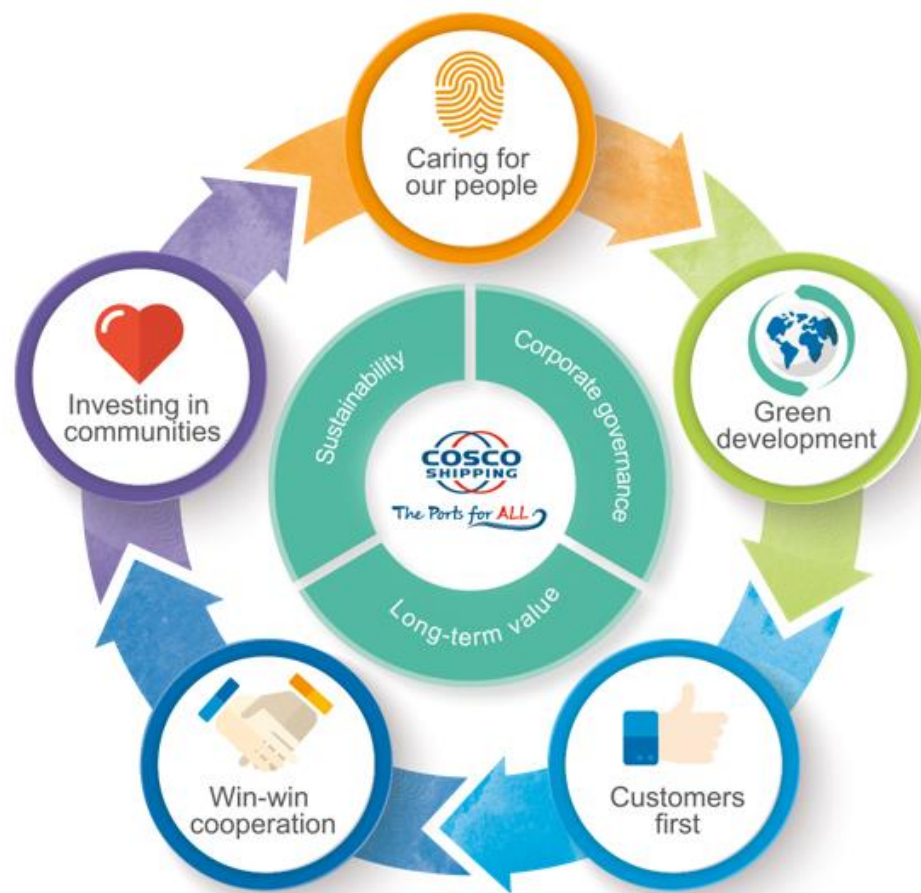 Caring for
our people
Green
development
Customers
first
Win-win
cooperation
Investing in
communities
Sustainability
Corporate governance
Long-term value
COSCO
SHIPPING
The Ports for ALL